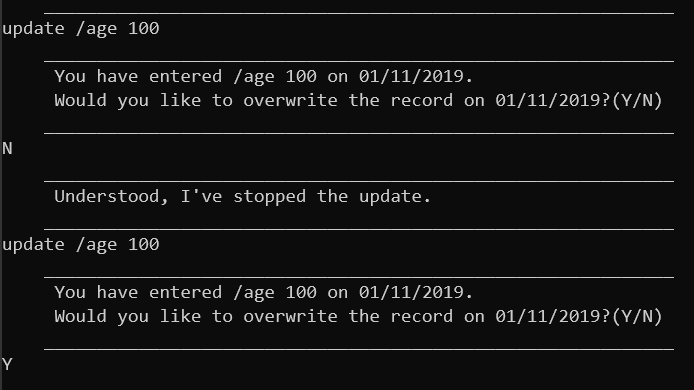 update /age 100
You have entered /age 100 on 01/11/2019.
Would you like to overwrite the record on 01/11/2019?(Y/N)
N
Understood, I've stopped the update.
update /age 100
You have entered /age 100 on 01/11/2019.
Would you like to overwrite the record on 01/11/2019?(Y/N)
Y